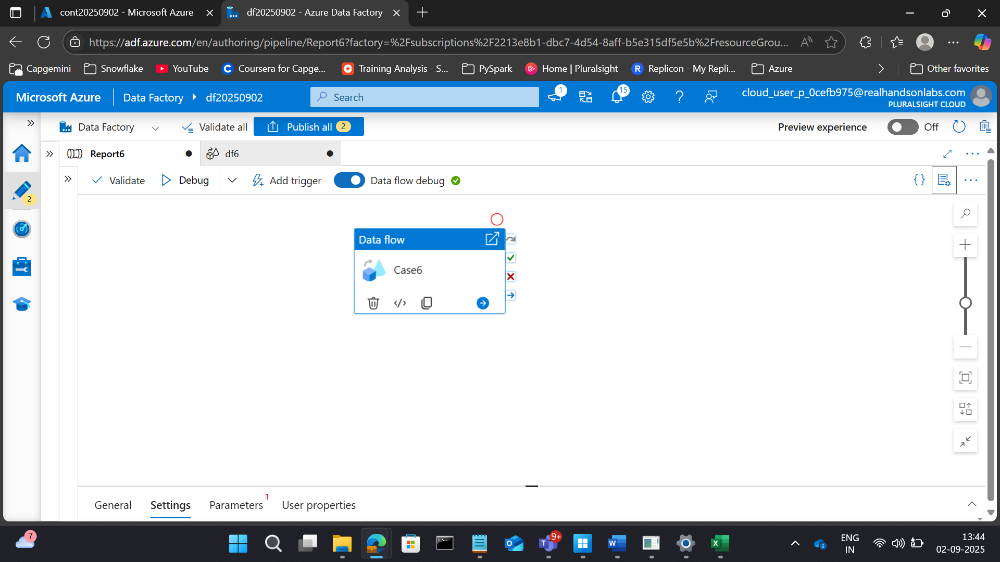 cont20250902 - Microsoft Azure
df20250902 - Azure Data Factory
https://adf.azure.com/en/authoring/pipeline/Report6?factory=%2Fsubscriptions%2F2213e8b1-dbc7-4d54-8aff-b5e315df5e5b%2FresourceGrou...
Capgemini Snowflake YouTube Coursera for Capge... Training Analysis - S... PySpark Home | Pluralsight Replicon - My Repli... Azure Other favorites
Microsoft Azure Data Factory df20250902 Search 1 15 cloud_user_p_0cefb975@realhandsonlabs.com
PLURALSIGHT CLOUD
Data Factory Validate all Publish all 2 Preview experience Off
Report6 df6
Validate Debug Add trigger Data flow debug {}
2
Data flow
Case6
General Settings Parameters 1 User properties
7
9+
ENG
IN
13:44
02-09-2025